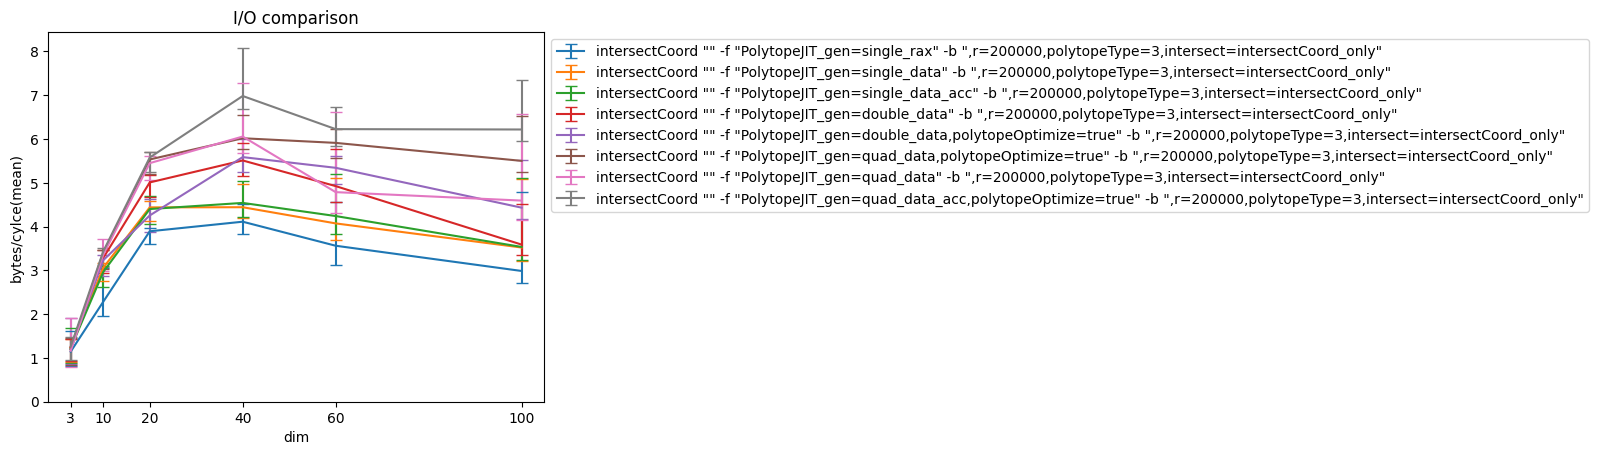 I/O comparison
8
7
6
5
4
3
2
1
0
bytes/cylce(mean)
3 10 20 40 60 100
dim
intersectCoord "" -f "PolytopeJIT_gen=single_rax" -b ",r=200000,polytopeType=3,intersect=intersectCoord_only"
intersectCoord "" -f "PolytopeJIT_gen=single_data" -b ",r=200000,polytopeType=3,intersect=intersectCoord_only"
intersectCoord "" -f "PolytopeJIT_gen=single_data_acc" -b ",r=200000,polytopeType=3,intersect=intersectCoord_only"
intersectCoord "" -f "PolytopeJIT_gen=double_data" -b ",r=200000,polytopeType=3,intersect=intersectCoord_only"
intersectCoord "" -f "PolytopeJIT_gen=double_data,polytopeOptimize=true" -b ",r=200000,polytopeType=3,intersect=intersectCoord_only"
intersectCoord "" -f "PolytopeJIT_gen=quad_data,polytopeOptimize=true" -b ",r=200000,polytopeType=3,intersect=intersectCoord_only"
intersectCoord "" -f "PolytopeJIT_gen=quad_data" -b ",r=200000,polytopeType=3,intersect=intersectCoord_only"
intersectCoord "" -f "PolytopeJIT_gen=quad_data_acc,polytopeOptimize=true" -b ",r=200000,polytopeType=3,intersect=intersectCoord_only"